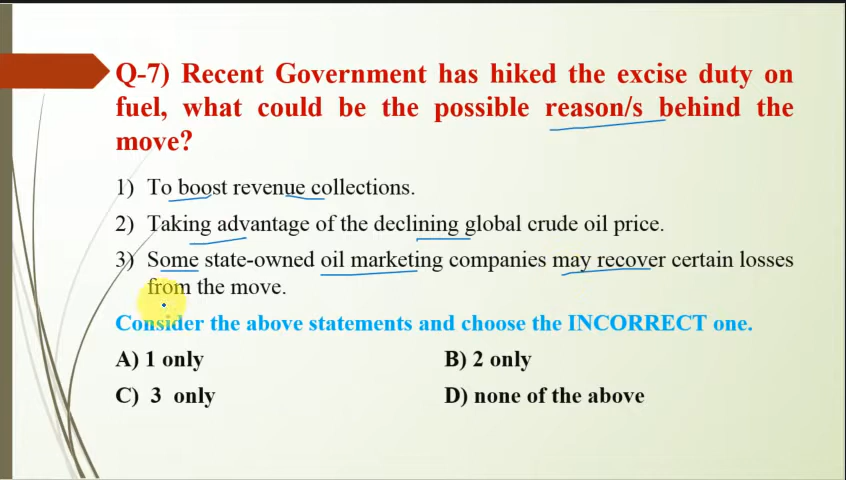 Q-7) Recent Government has hiked the excise duty on
fuel, what could be the possible reason/s behind the
move?
1) To boost revenue collections.
2) Taking advantage of the declining global crude oil price.
3) Some state-owned oil marketing companies may recover certain losses
from the move.
Consider the above statements and choose the INCORRECT one.
A) 1 only B) 2 only
C) 3 only D) none of the above